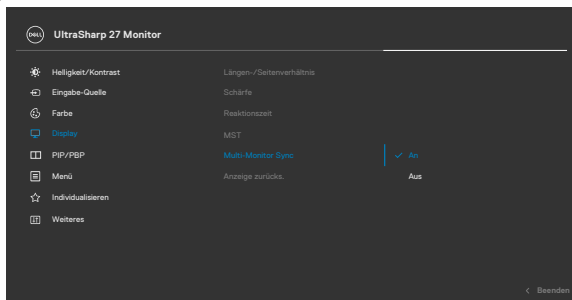 DELL UltraSharp 27 Monitor
Helligkeit/Kontrast Längen-/Seitenverhältnis
Eingabe-Quelle Schärfe
Farbe Reaktionszeit
Display MST
PIP/PBP Multi-Monitor Sync An
Menü Anzeige zurücks. Aus
Individualisieren
Weiteres
Beenden